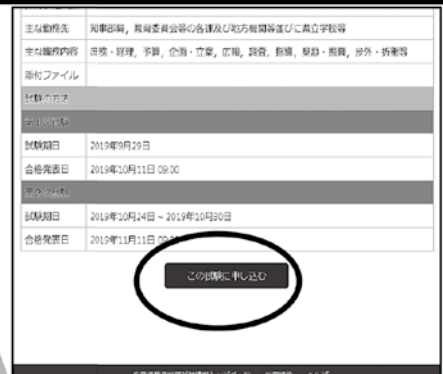 主な勤務先 知事部局，教育委員会等の各課及び地方機関等並びに県立学校等
主な職務内容 庶務・経理，予算，企画・立案，広報，調査，指導，奨励・振興，渉外・折衝等
添付ファイル
試験の方法
第1次試験
試験期日 2019年9月29日
合格発表日 2019年10月11日 09:00
第2次試験
試験期日 2019年10月24日 ~ 2019年10月30日
合格発表日 2019年11月11日
この試験に申し込む